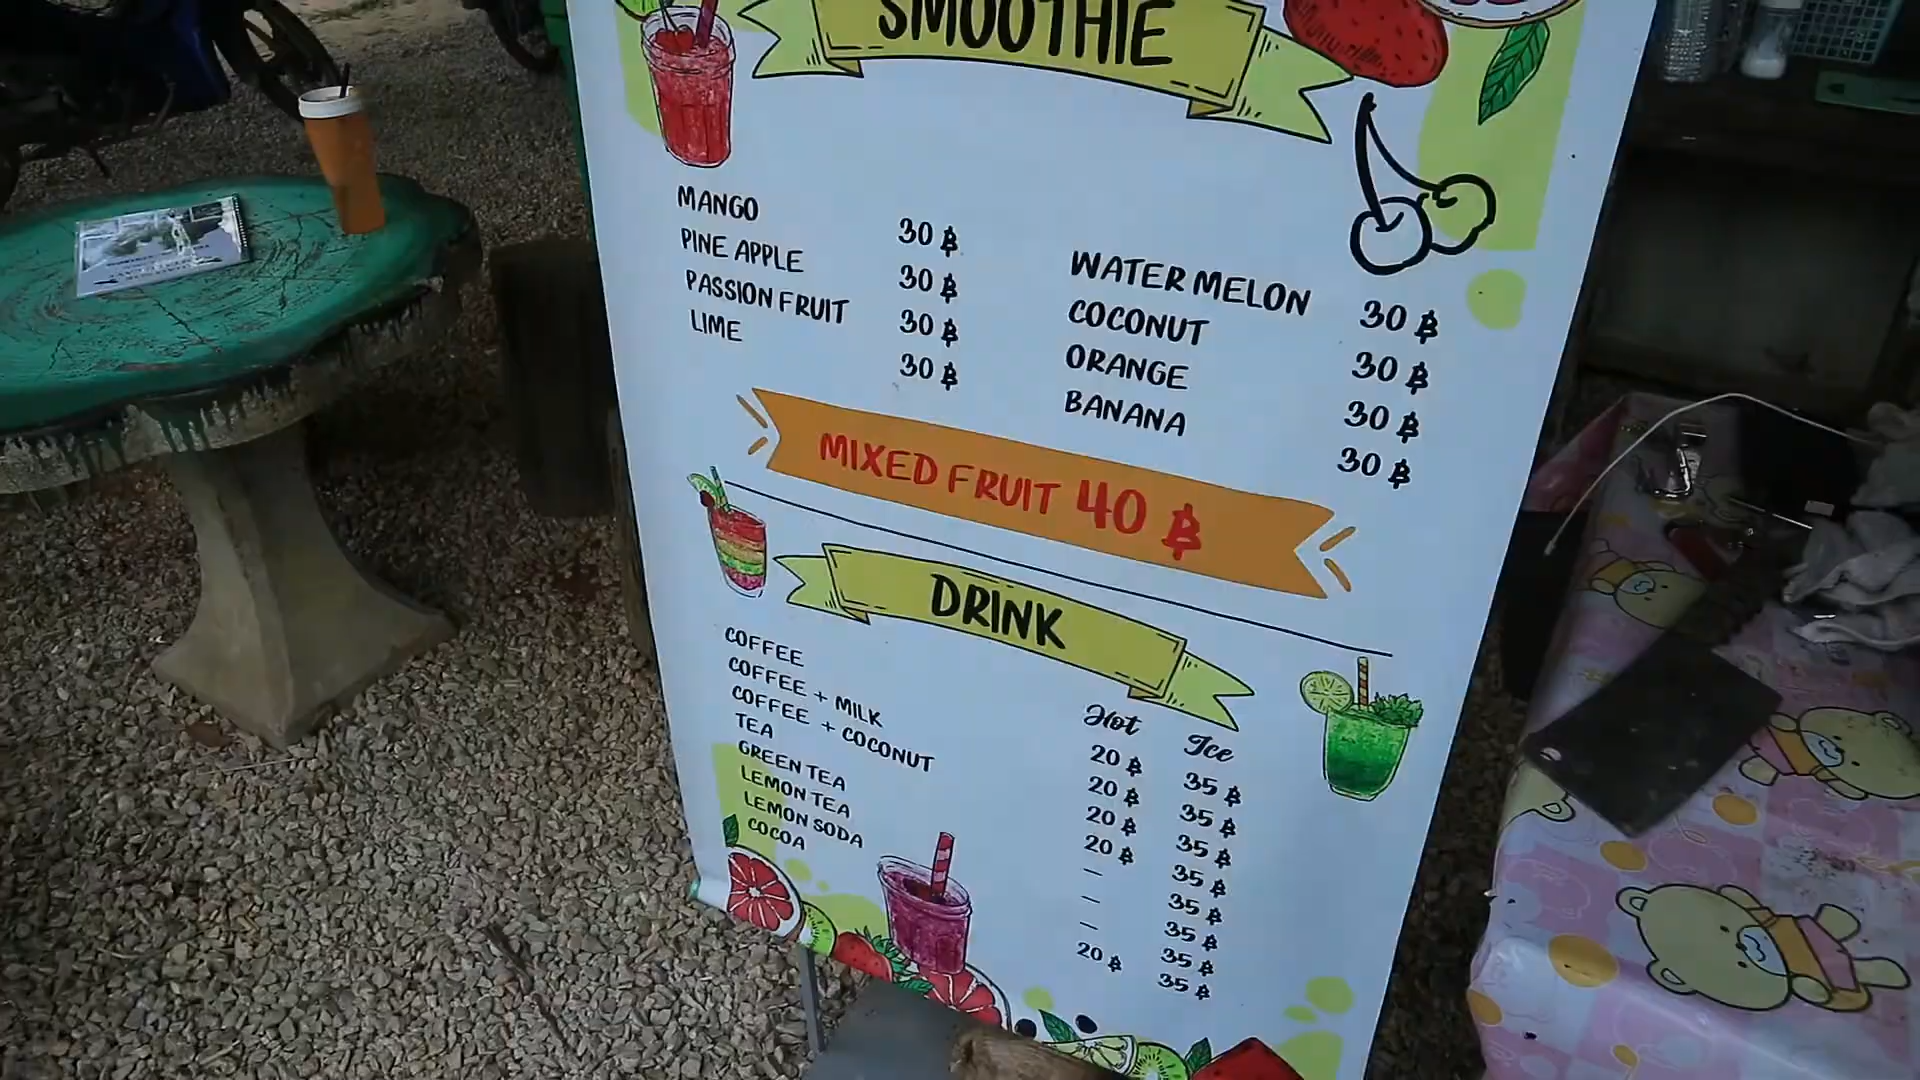 SMOOTHIE
MANGO 30 ฿
PINE APPLE 30 ฿
PASSION FRUIT 30 ฿
LIME 30 ฿
WATER MELON 30 ฿
COCONUT 30 ฿
ORANGE 30 ฿
BANANA 30 ฿
MIXED FRUIT 40 ฿
DRINK
Hot Ice
COFFEE 20 ฿ 35 ฿
COFFEE + MILK 20 ฿ 35 ฿
COFFEE + COCONUT 20 ฿ 35 ฿
TEA 20 ฿ 35 ฿
GREEN TEA – 35 ฿
LEMON TEA – 35 ฿
LEMON SODA – 35 ฿
COCOA 20 ฿ 35 ฿